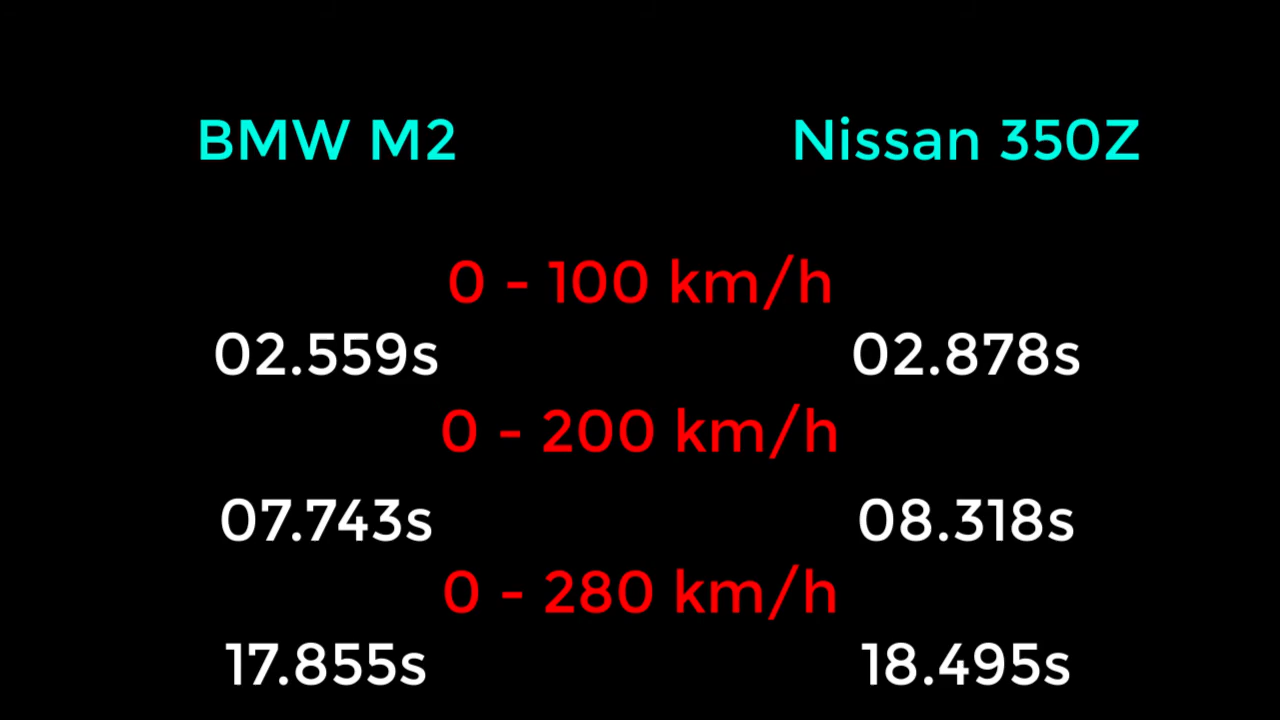 BMW M2 Nissan 350Z
0 - 100 km/h
02.559s 02.878s
0 - 200 km/h
07.743s 08.318s
0 - 280 km/h
17.855s 18.495s